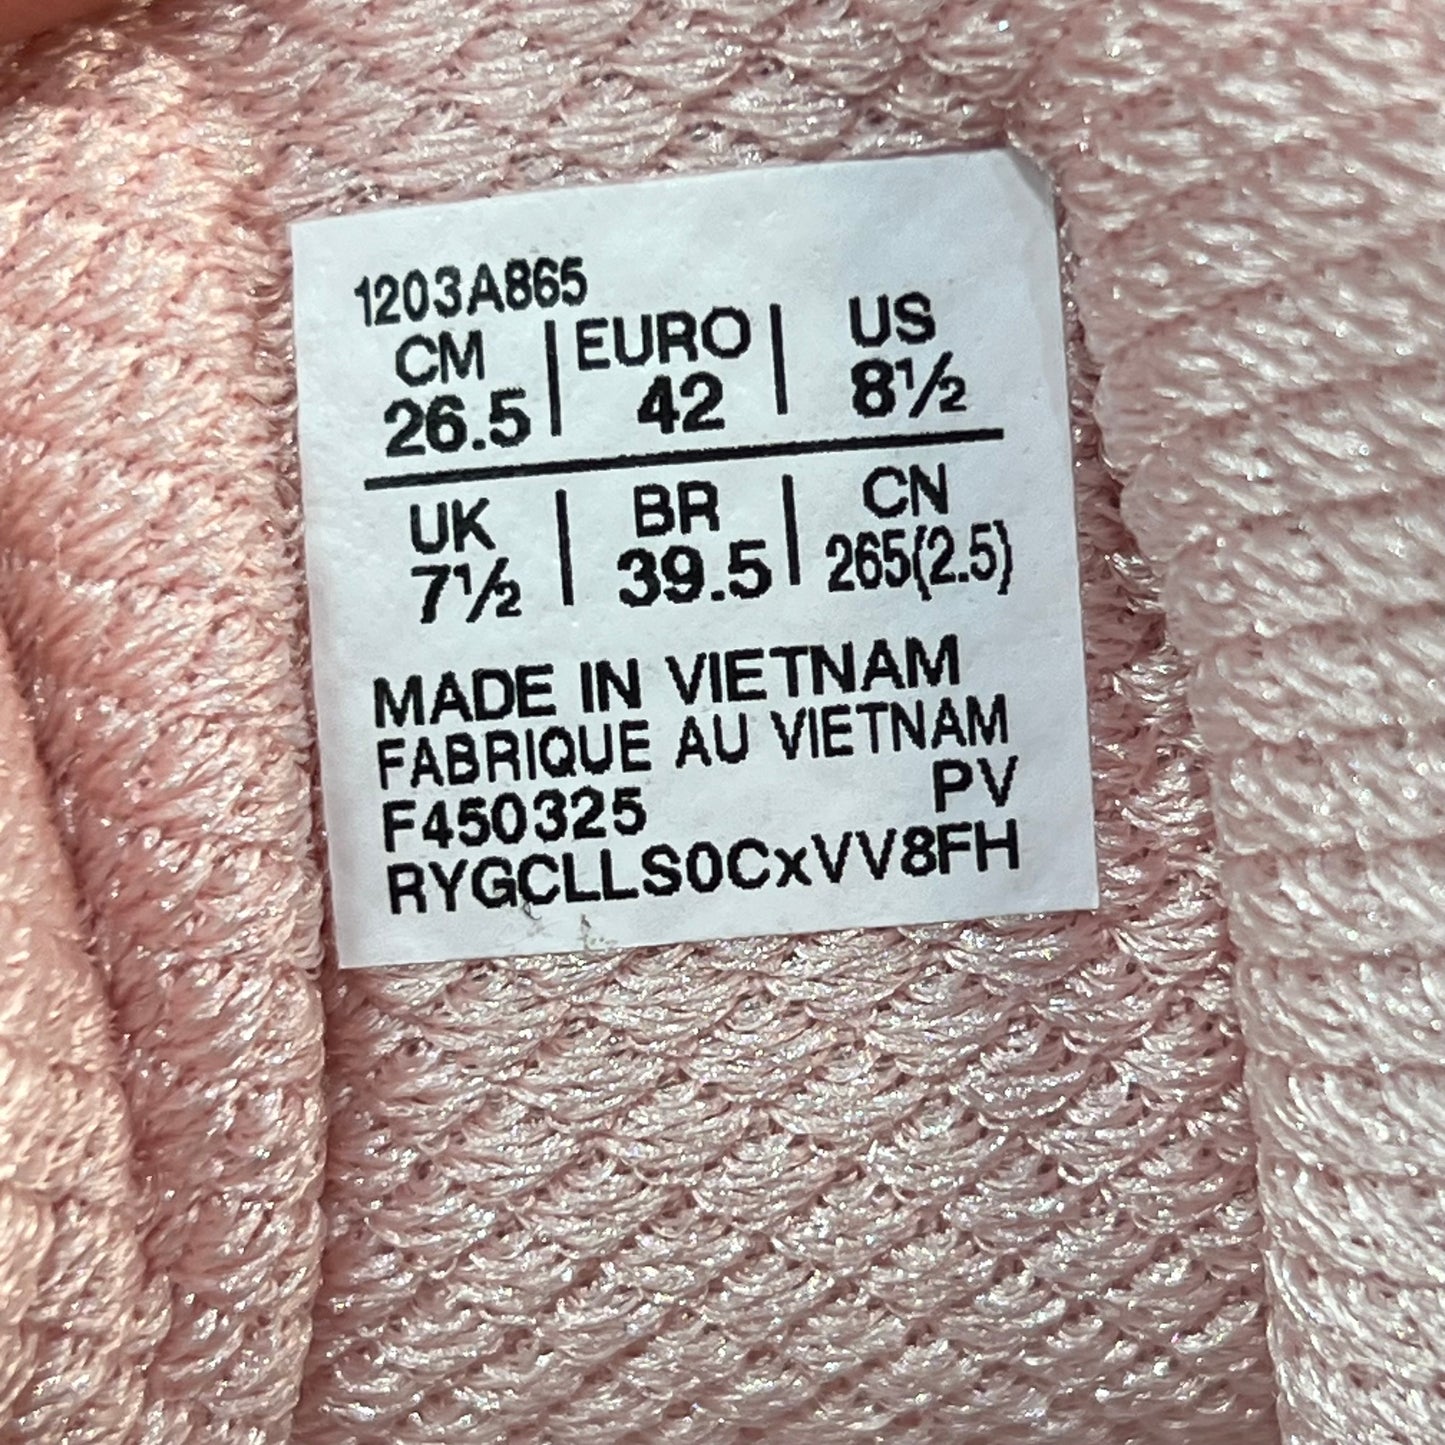 1203A865
CM | EURO | US
26.5 | 42 | 8½
UK | BR | CN
7½ | 39.5 | 265(2.5)
MADE IN VIETNAM
FABRIQUE AU VIETNAM
F450325 PV
RYGCLLS0CxVV8FH